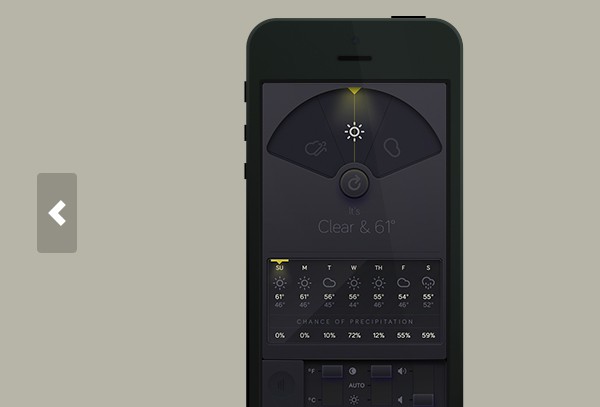 Clear & 61°
SU M T W TH F S
61° 61° 56° 56° 55° 54° 55°
46° 46° 45° 44° 46° 46° 52°
CHANCE OF PRECIPITATION
0% 0% 10% 72% 12% 55% 59%
°F
AUTO
°C